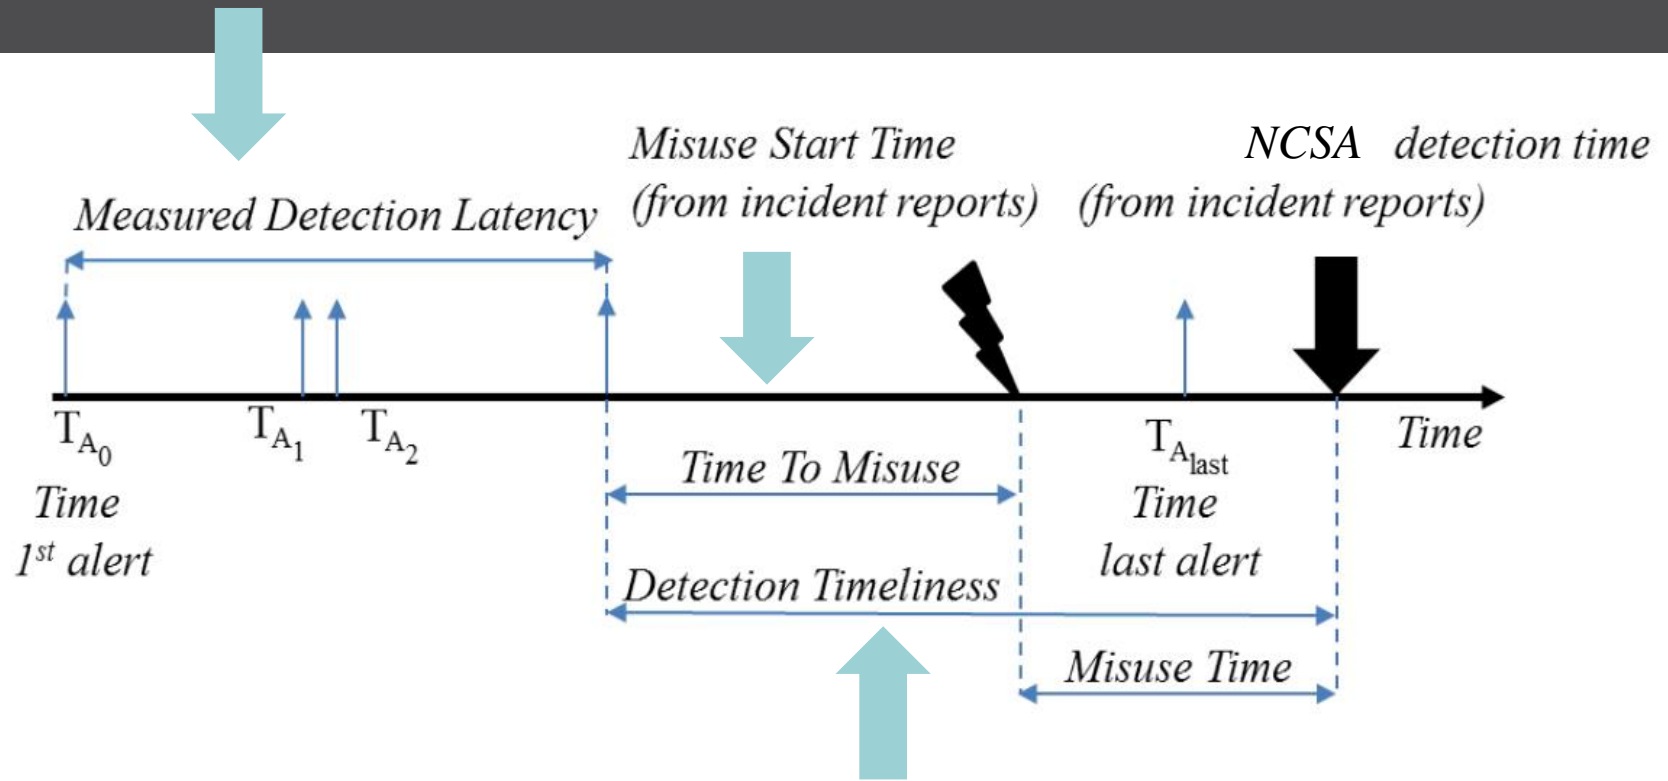 Misuse Start Time
(from incident reports)
NCSA detection time
(from incident reports)
Measured Detection Latency
TA0
Time
1st alert
TA1
TA2
TAlast
Time
last alert
Time
Time To Misuse
Detection Timeliness
Misuse Time